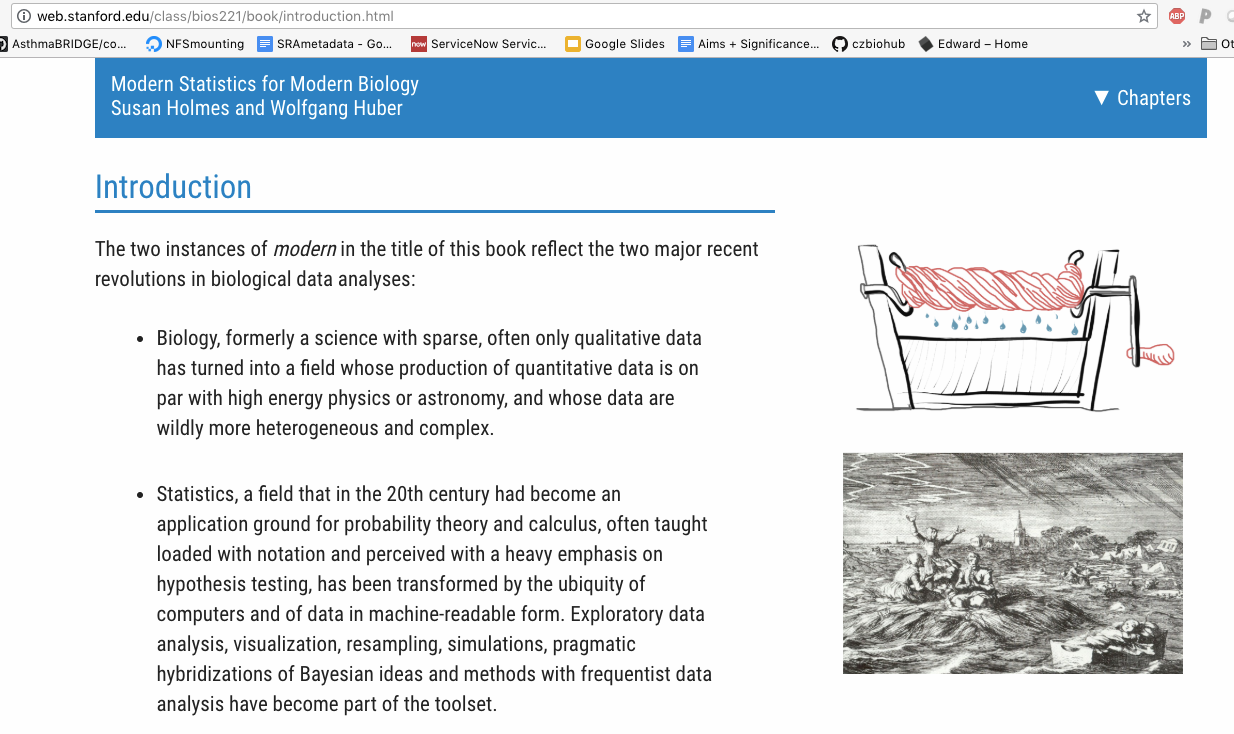 web.stanford.edu/class/bios221/book/introduction.html
ABP
AsthmaBRIDGE/co...
NFSmounting
SRAmetadata - Go...
now
ServiceNow Servic...
Google Slides
Aims + Significance...
czbiohub
Edward – Home
»
Ot
Modern Statistics for Modern Biology
Susan Holmes and Wolfgang Huber
▼ Chapters
Introduction
The two instances of modern in the title of this book reflect the two major recent
revolutions in biological data analyses:
• Biology, formerly a science with sparse, often only qualitative data
has turned into a field whose production of quantitative data is on
par with high energy physics or astronomy, and whose data are
wildly more heterogeneous and complex.
• Statistics, a field that in the 20th century had become an
application ground for probability theory and calculus, often taught
loaded with notation and perceived with a heavy emphasis on
hypothesis testing, has been transformed by the ubiquity of
computers and of data in machine-readable form. Exploratory data
analysis, visualization, resampling, simulations, pragmatic
hybridizations of Bayesian ideas and methods with frequentist data
analysis have become part of the toolset.